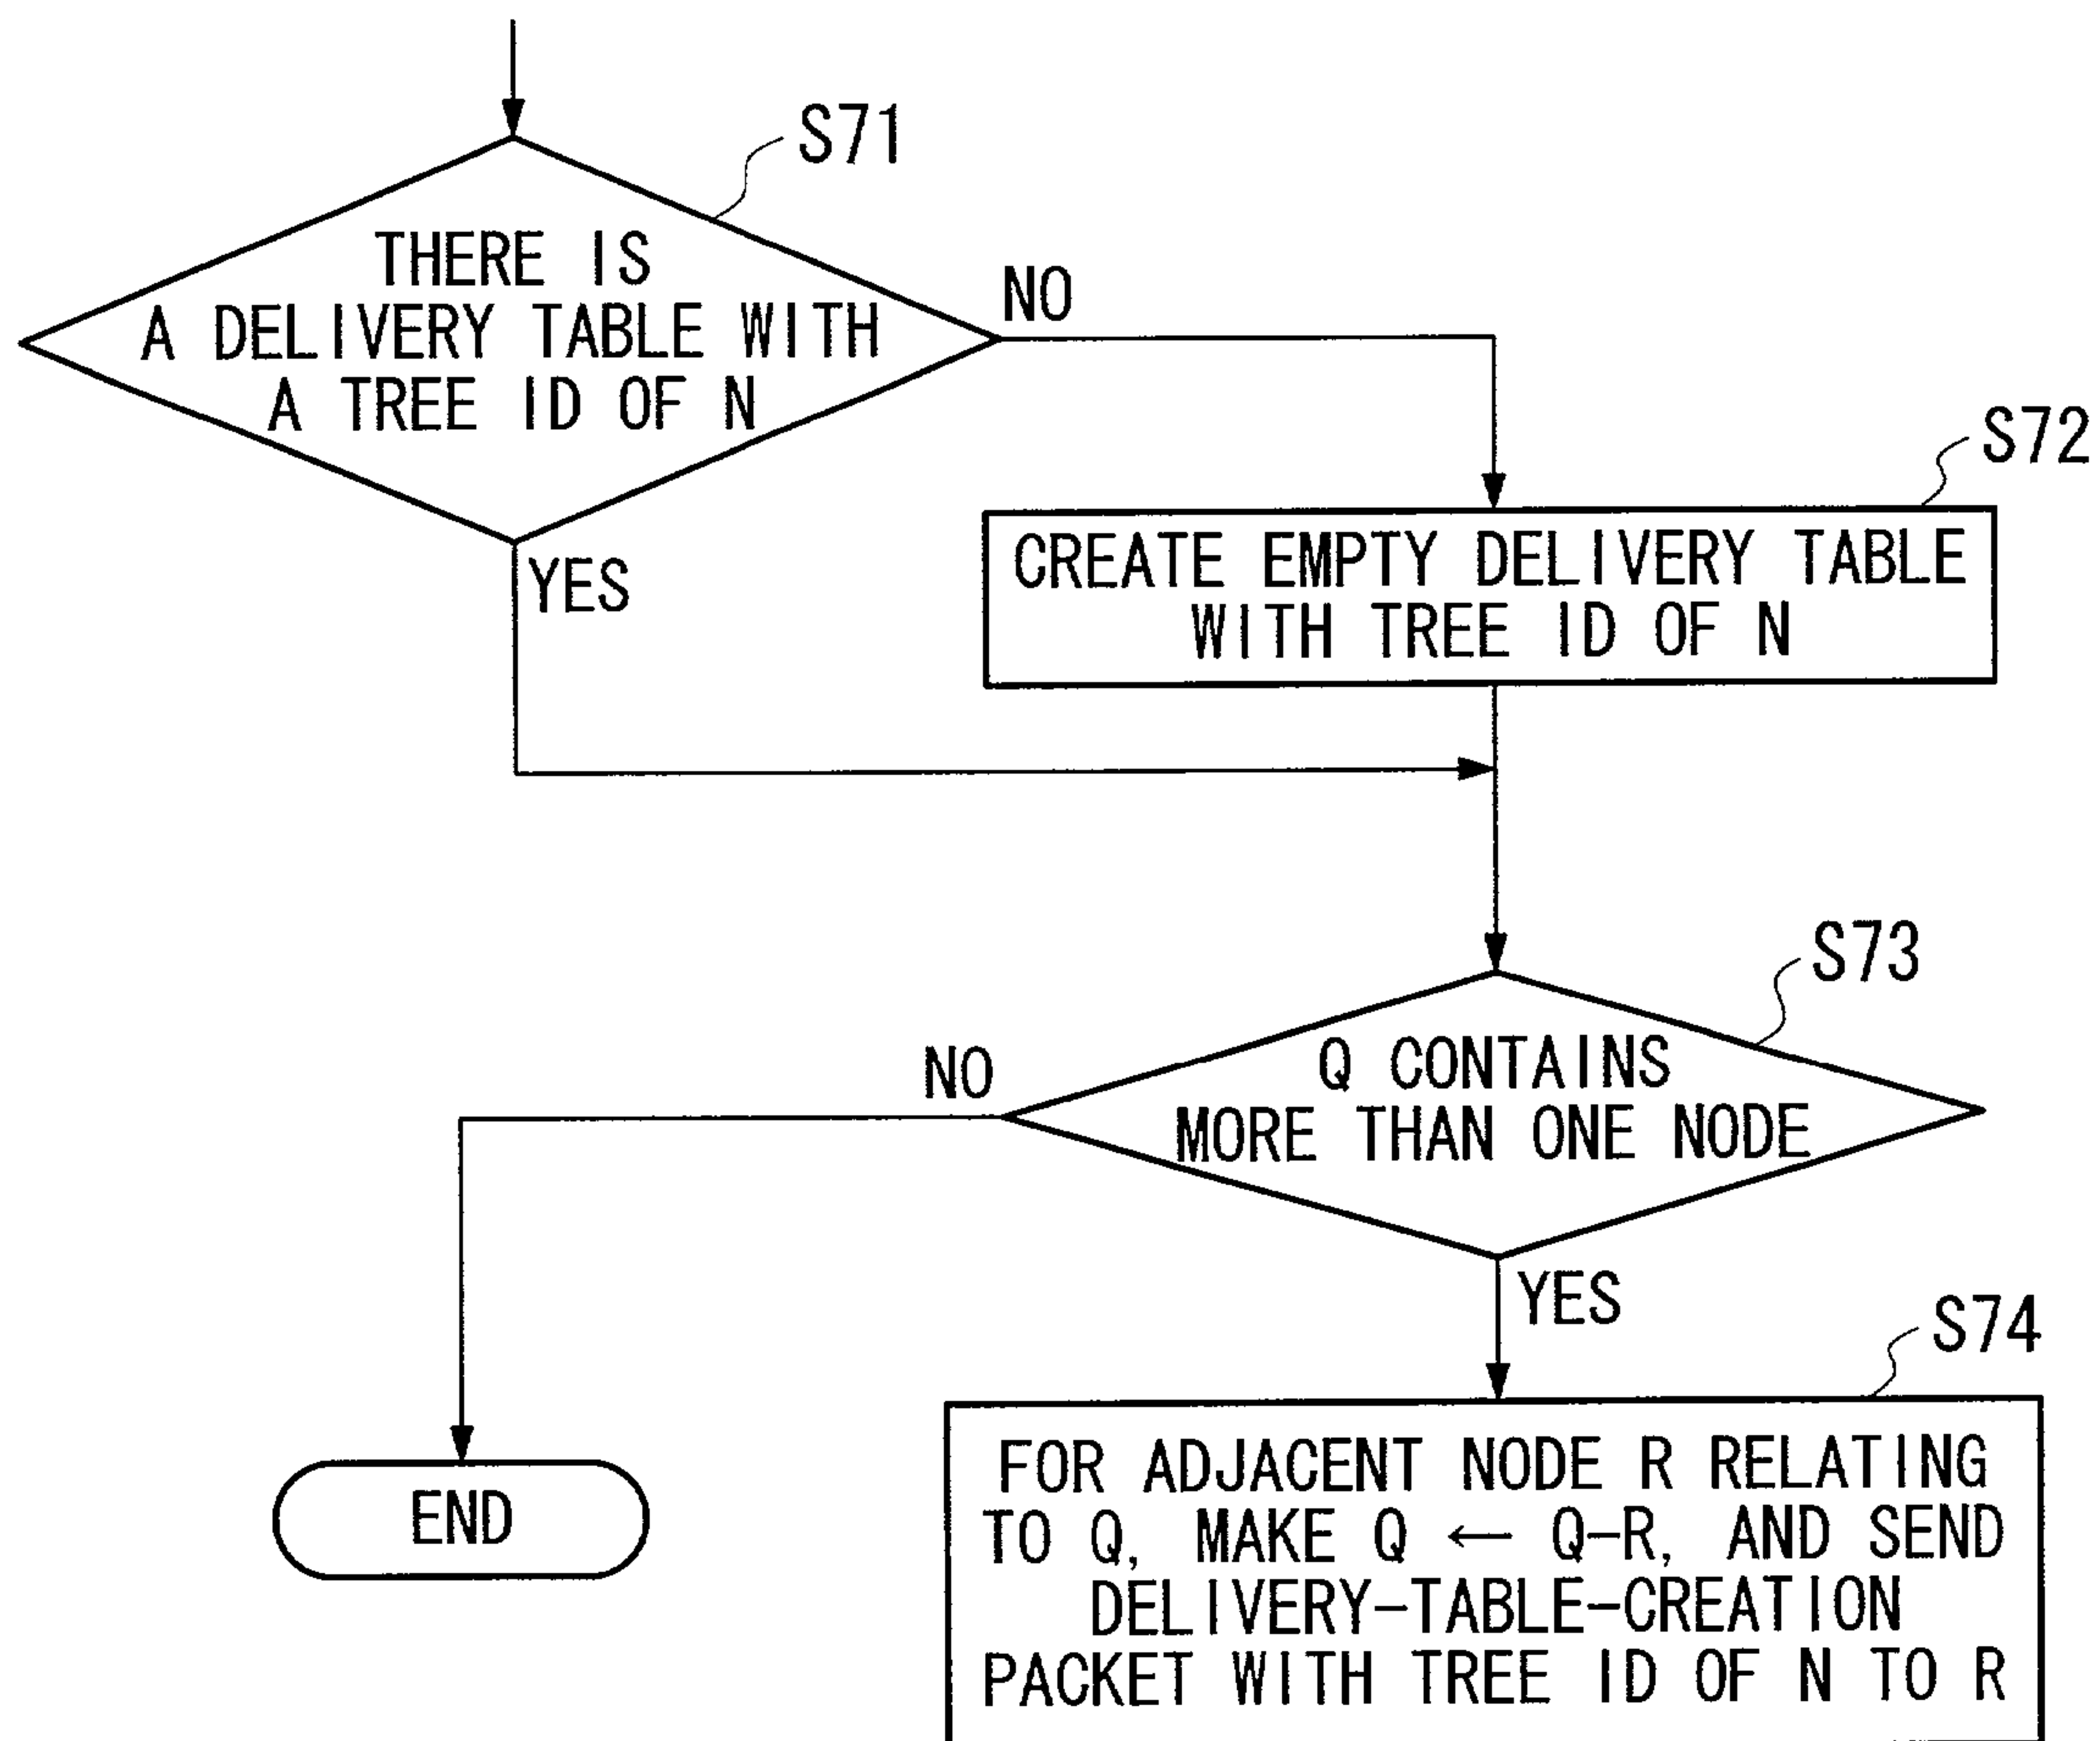 S71
THERE IS
A DELIVERY TABLE WITH
A TREE ID OF N
NO
YES
S72
CREATE EMPTY DELIVERY TABLE
WITH TREE ID OF N
S73
Q CONTAINS
MORE THAN ONE NODE
NO
YES
S74
END
FOR ADJACENT NODE R RELATING
TO Q, MAKE Q ← Q-R, AND SEND
DELIVERY-TABLE-CREATION
PACKET WITH TREE ID OF N TO R